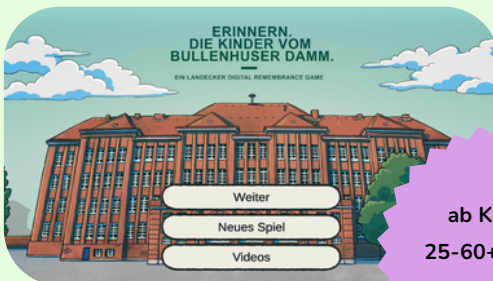 ERINNERN.
DIE KINDER VOM
BULLENHUSER DAMM.
EIN LANDECKER DIGITAL REMEMBRANCE GAME
Weiter
Neues Spiel
Videos
ab K
25-60+